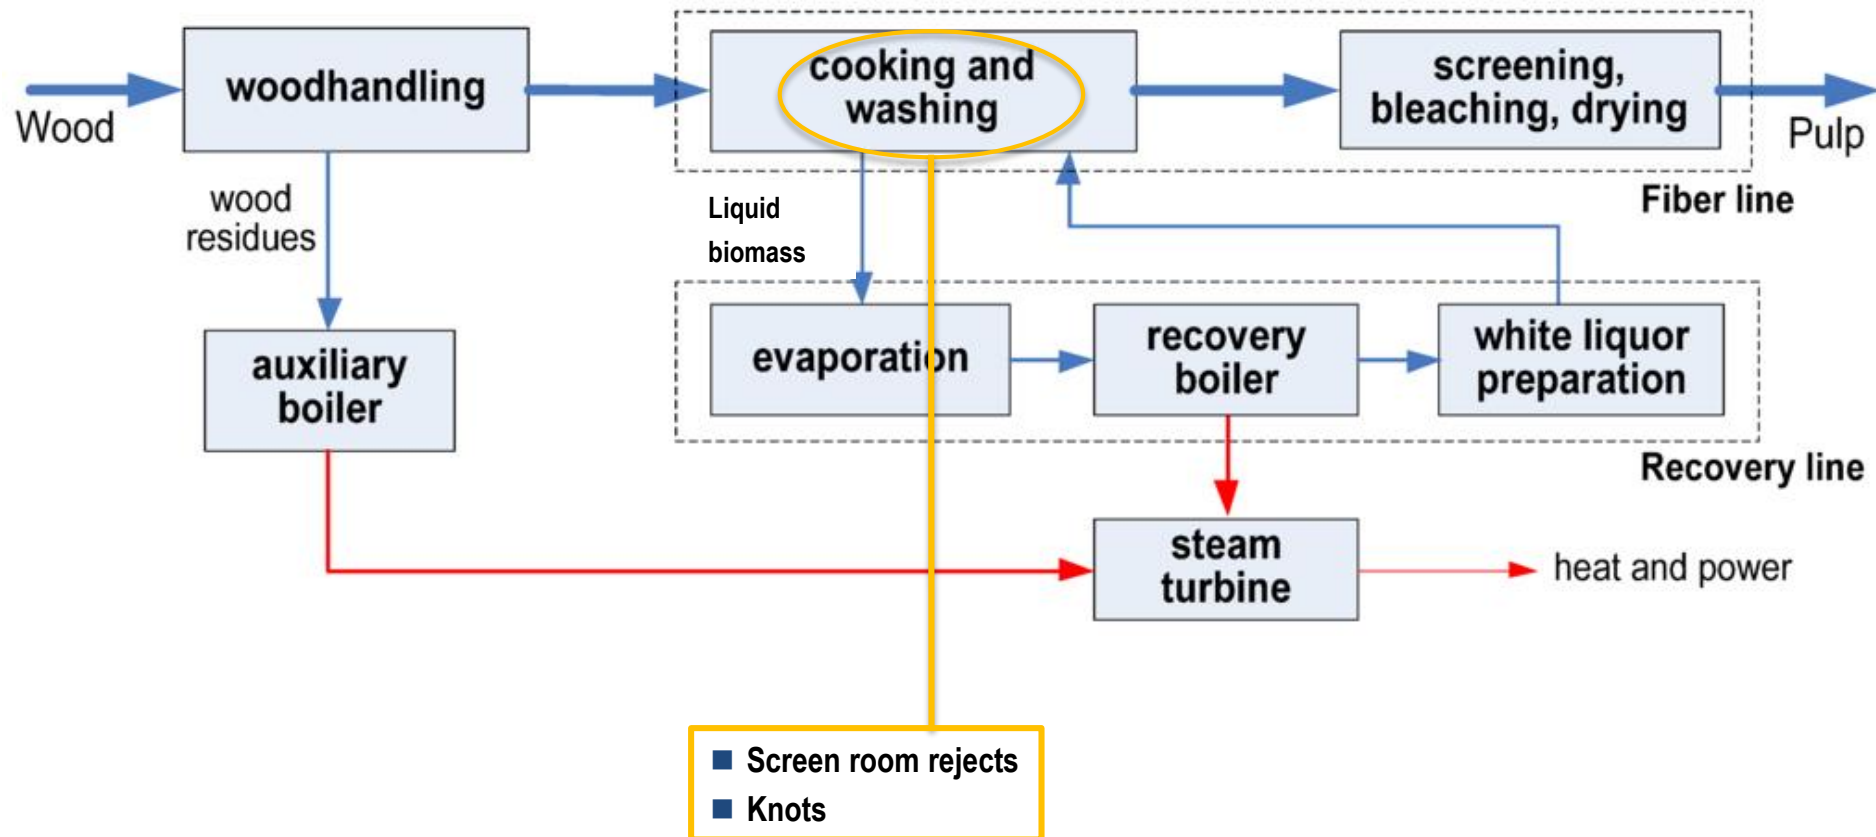 Wood
woodhandling
cooking and
washing
screening,
bleaching, drying
Pulp
Fiber line
wood
residues
Liquid
biomass
auxiliary
boiler
evaporation
recovery
boiler
white liquor
preparation
Recovery line
steam
turbine
heat and power
■ Screen room rejects
■ Knots